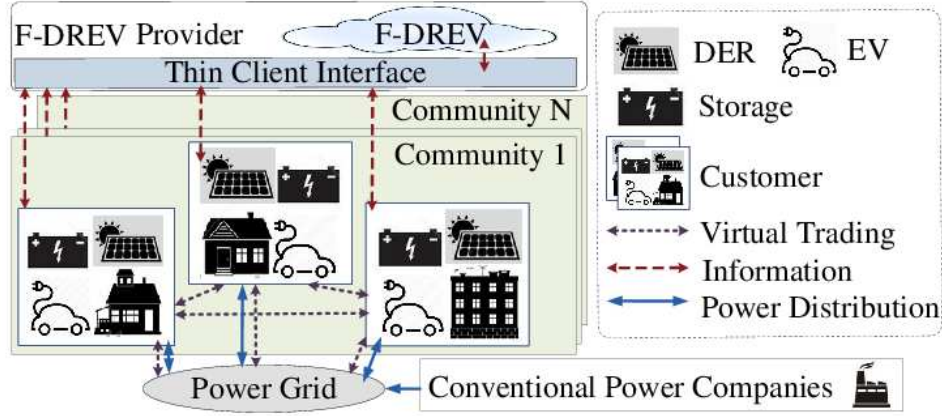 F-DREV Provider
F-DREV
Thin Client Interface
Community N
Community 1
Power Grid
Conventional Power Companies
DER
EV
Storage
Customer
Virtual Trading
Information
Power Distribution